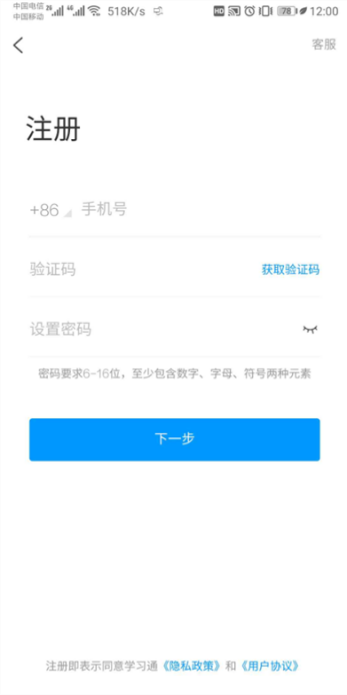 中国电信 2G 4G 518K/s HD 78 12:00
中国移动
客服
注册
+86 手机号
验证码 获取验证码
设置密码
密码要求6-16位，至少包含数字、字母、符号两种元素
下一步
注册即表示同意学习通《隐私政策》和《用户协议》